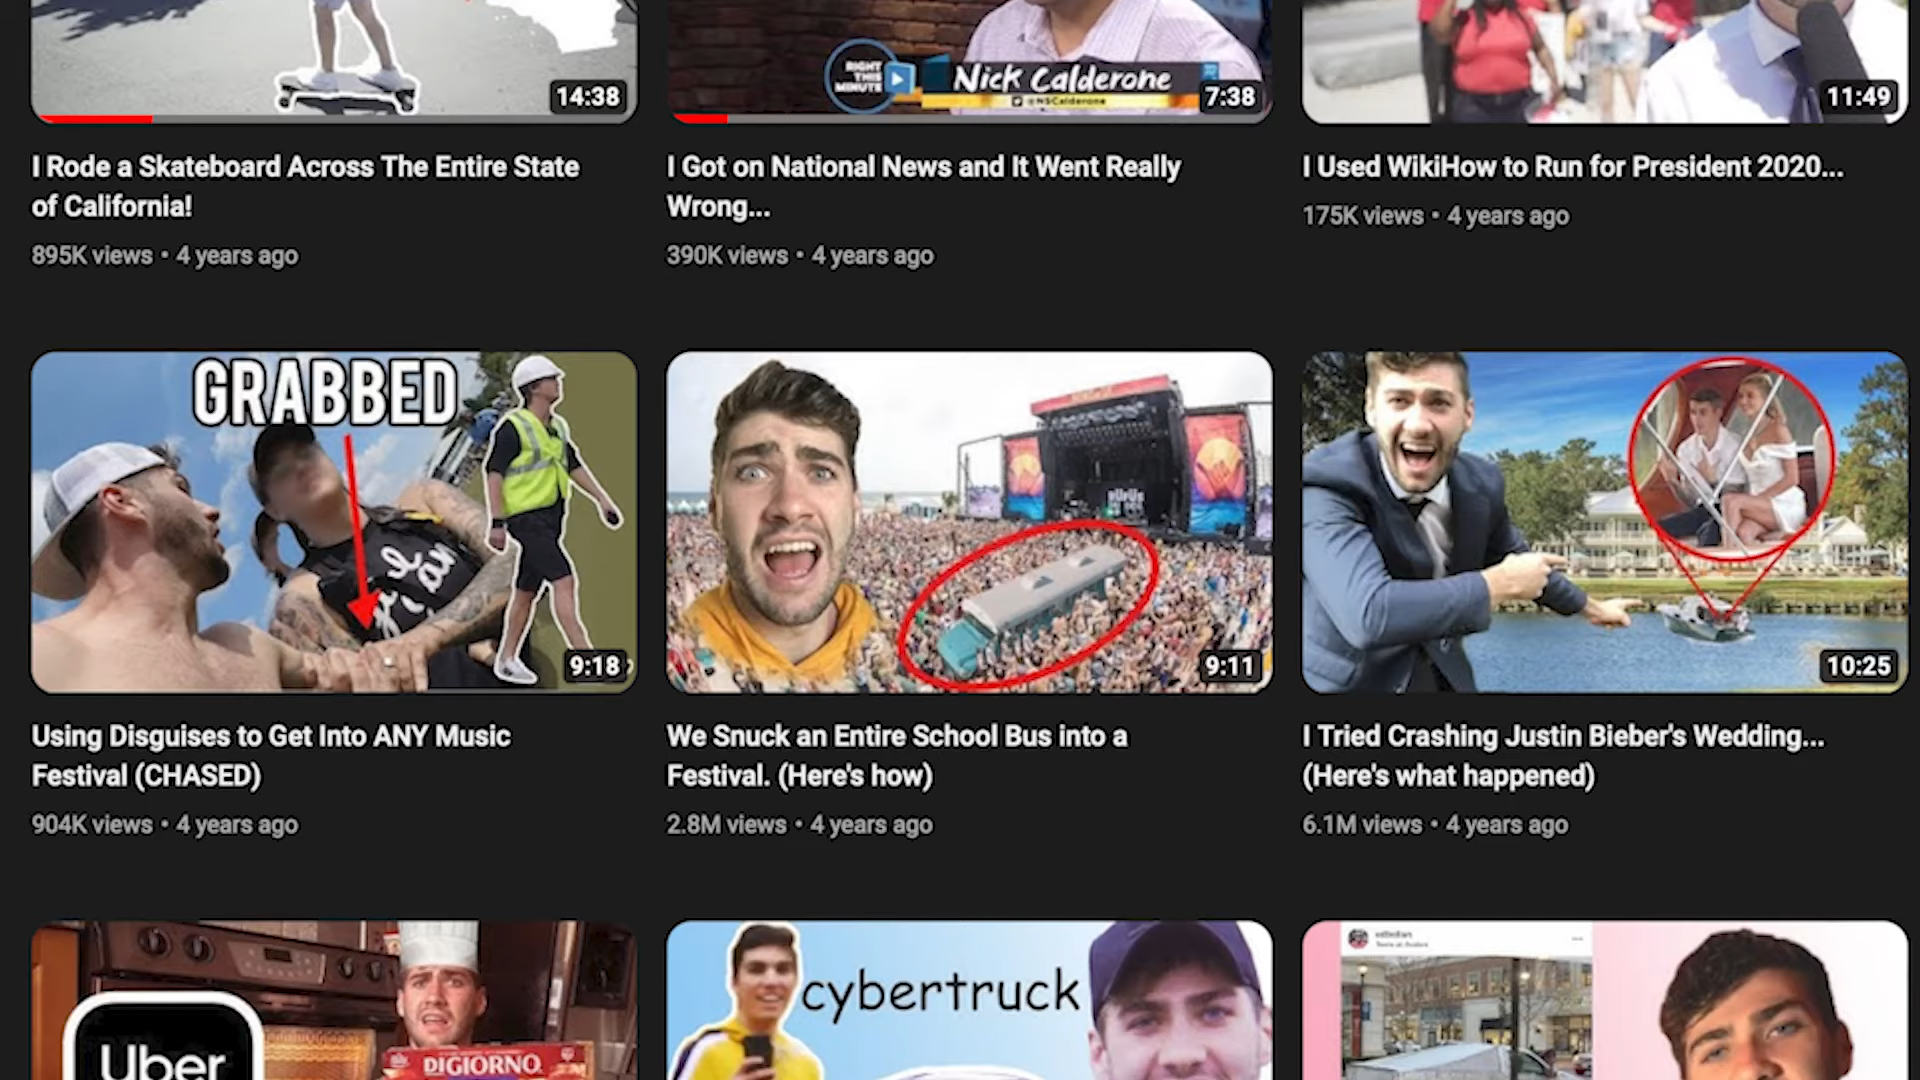 14:38
RIGHT
THIS
MINUTE
Nick Calderone
@NSCalderone
7:38
11:49
I Rode a Skateboard Across The Entire State
of California!
895K views • 4 years ago
I Got on National News and It Went Really
Wrong...
390K views • 4 years ago
I Used WikiHow to Run for President 2020...
175K views • 4 years ago
GRABBED
9:18
9:11
10:25
Using Disguises to Get Into ANY Music
Festival (CHASED)
904K views • 4 years ago
We Snuck an Entire School Bus into a
Festival. (Here's how)
2.8M views • 4 years ago
I Tried Crashing Justin Bieber's Wedding...
(Here's what happened)
6.1M views • 4 years ago
Uber
DIGIORNO
cybertruck